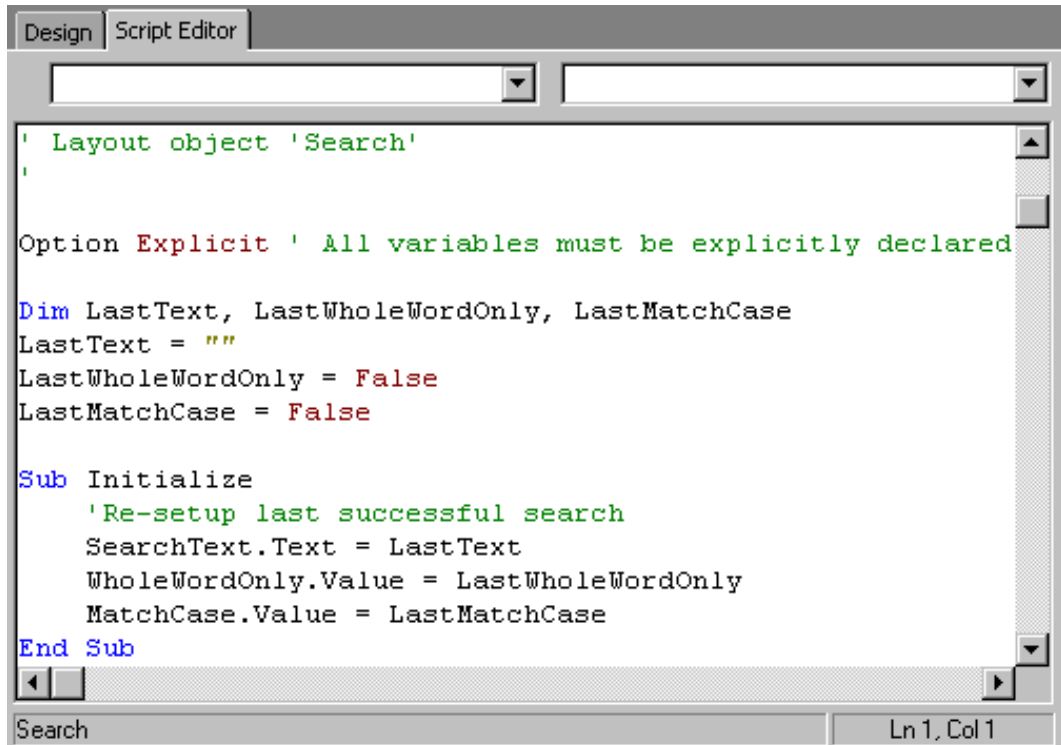 Design Script Editor
' Layout object 'Search'
'
Option Explicit ' All variables must be explicitly declared
Dim LastText, LastWholeWordOnly, LastMatchCase
LastText = ""
LastWholeWordOnly = False
LastMatchCase = False
Sub Initialize
'Re-setup last successful search
SearchText.Text = LastText
WholeWordOnly.Value = LastWholeWordOnly
MatchCase.Value = LastMatchCase
End Sub
Search Ln 1, Col 1